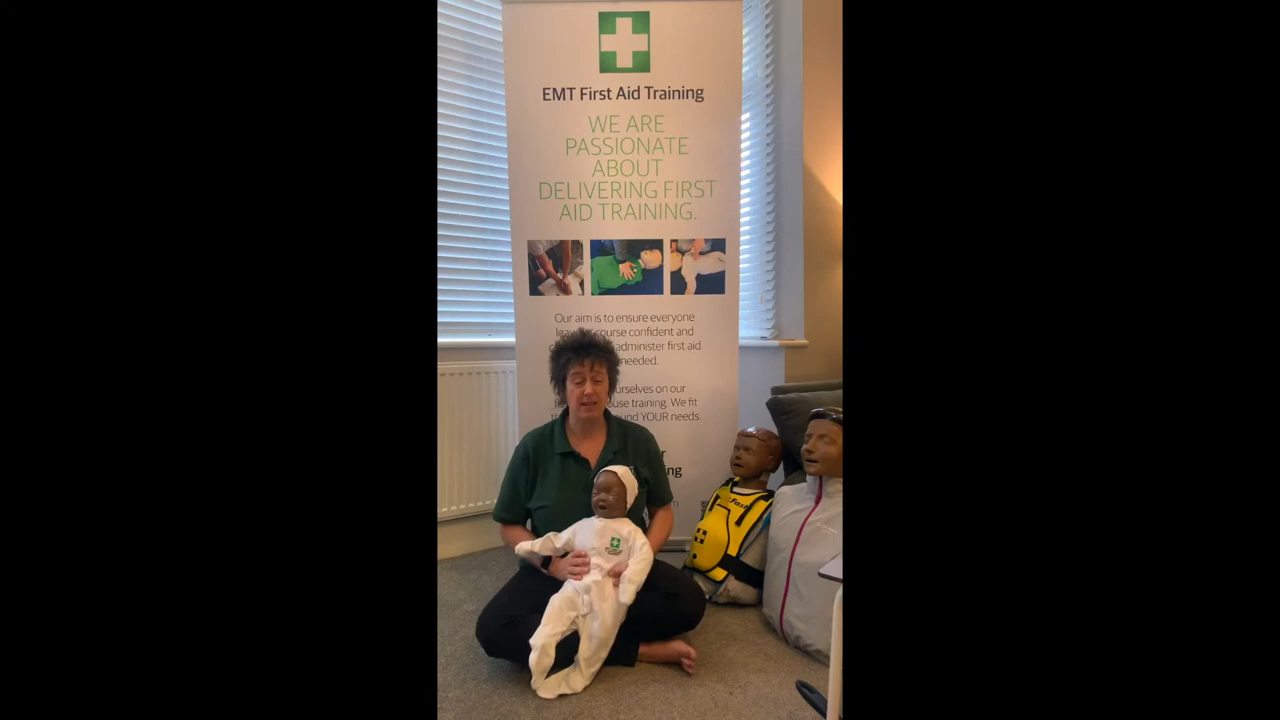 EMT First Aid Training
WE ARE
PASSIONATE
ABOUT
DELIVERING FIRST
AID TRAINING.
Our aim is to ensure everyone
course confident and
administer first aid
needed.
ourselves on our
training. We fit
YOUR needs.